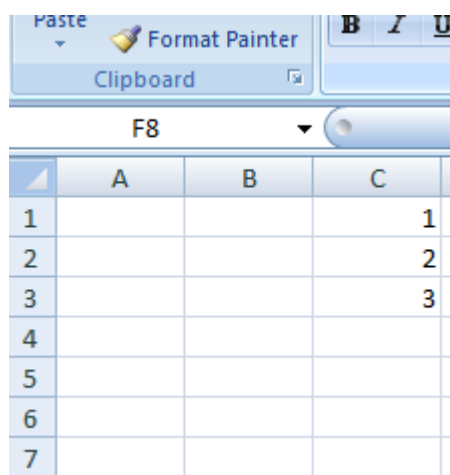 Paste
Format Painter
B I U
Clipboard
F8
A B C
1 1
2 2
3 3
4
5
6
7